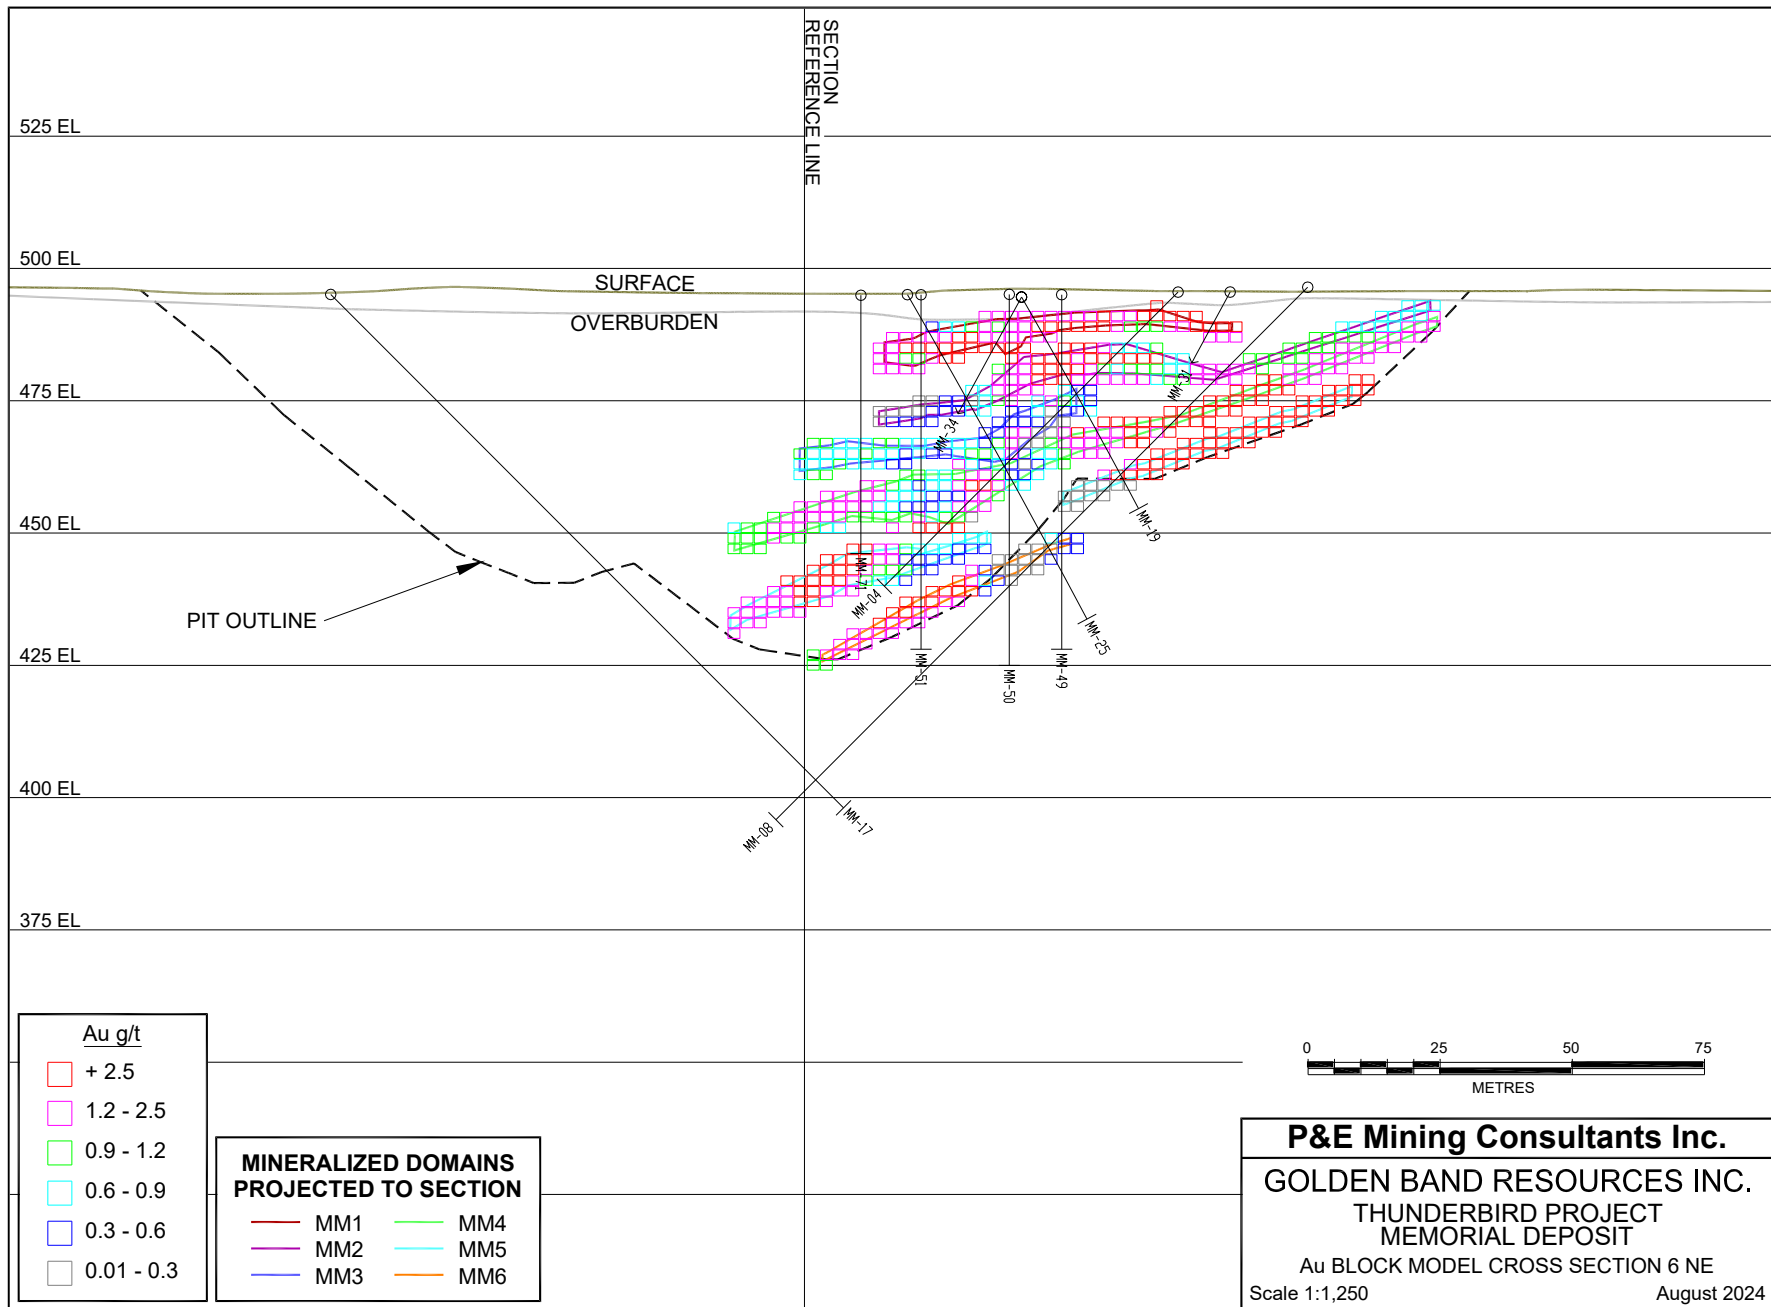 SECTION
REFERENCE LINE
525 EL
500 EL
SURFACE
OVERBURDEN
475 EL
MM-31
MM-34
450 EL
MM-19
MM-71
MM-04
PIT OUTLINE
MM-25
425 EL
MM-51
MM-50
MM-49
400 EL
MM-08
MM-17
375 EL
Au g/t
+ 2.5
1.2 - 2.5
0.9 - 1.2
0.6 - 0.9
0.3 - 0.6
0.01 - 0.3
MINERALIZED DOMAINS
PROJECTED TO SECTION
MM1 MM4
MM2 MM5
MM3 MM6
0 25 50 75
METRES
P&E Mining Consultants Inc.
GOLDEN BAND RESOURCES INC.
THUNDERBIRD PROJECT
MEMORIAL DEPOSIT
Au BLOCK MODEL CROSS SECTION 6 NE
Scale 1:1,250 August 2024